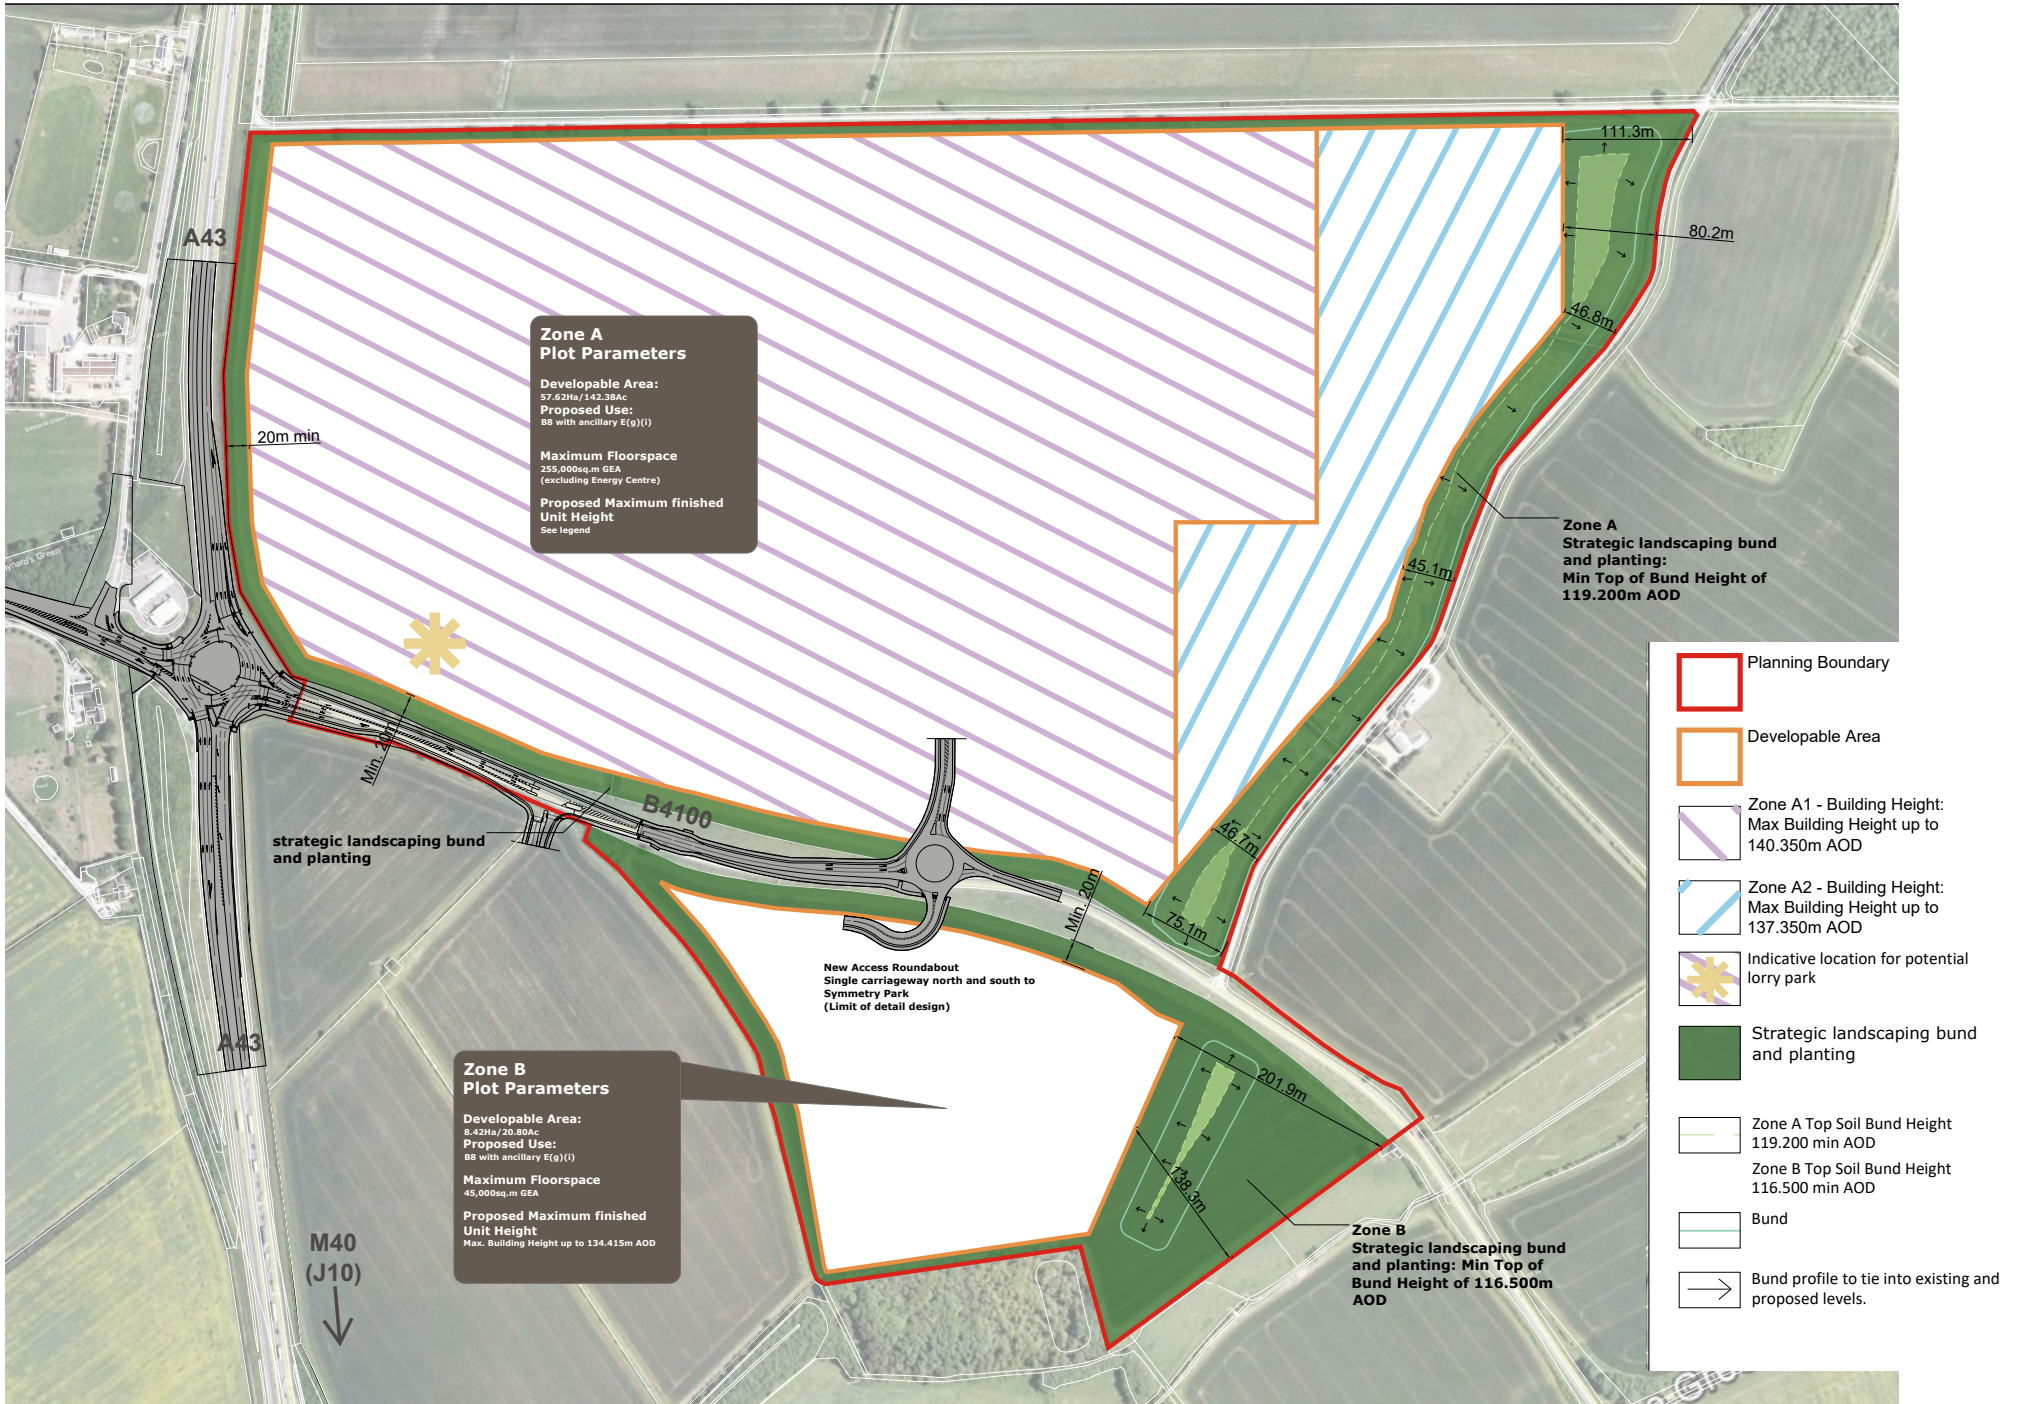 111.3m
A43
80.2m
46.8m
Zone A
Plot Parameters
Developable Area:
57.62Ha/142.38Ac
Proposed Use:
B8 with ancillary E(g)(i)
Maximum Floorspace
255,000sq.m GEA
(excluding Energy Centre)
Proposed Maximum finished
Unit Height
See legend
20m min
Zone A
Strategic landscaping bund
and planting:
Min Top of Bund Height of
119.200m AOD
45.1m
Min. 20m
B4100
strategic landscaping bund
and planting
46.7m
Min. 20m
75.1m
New Access Roundabout
Single carriageway north and south to
Symmetry Park
(Limit of detail design)
A43
Zone B
Plot Parameters
Developable Area:
8.42Ha/20.80Ac
Proposed Use:
B8 with ancillary E(g)(i)
Maximum Floorspace
45,000sq.m GEA
Proposed Maximum finished
Unit Height
Max. Building Height up to 134.415m AOD
201.9m
138.3m
Zone B
Strategic landscaping bund
and planting: Min Top of
Bund Height of 116.500m
AOD
M40
(J10)
Planning Boundary
Developable Area
Zone A1 - Building Height:
Max Building Height up to
140.350m AOD
Zone A2 - Building Height:
Max Building Height up to
137.350m AOD
Indicative location for potential
lorry park
Strategic landscaping bund
and planting
Zone A Top Soil Bund Height
119.200 min AOD
Zone B Top Soil Bund Height
116.500 min AOD
Bund
Bund profile to tie into existing and
proposed levels.